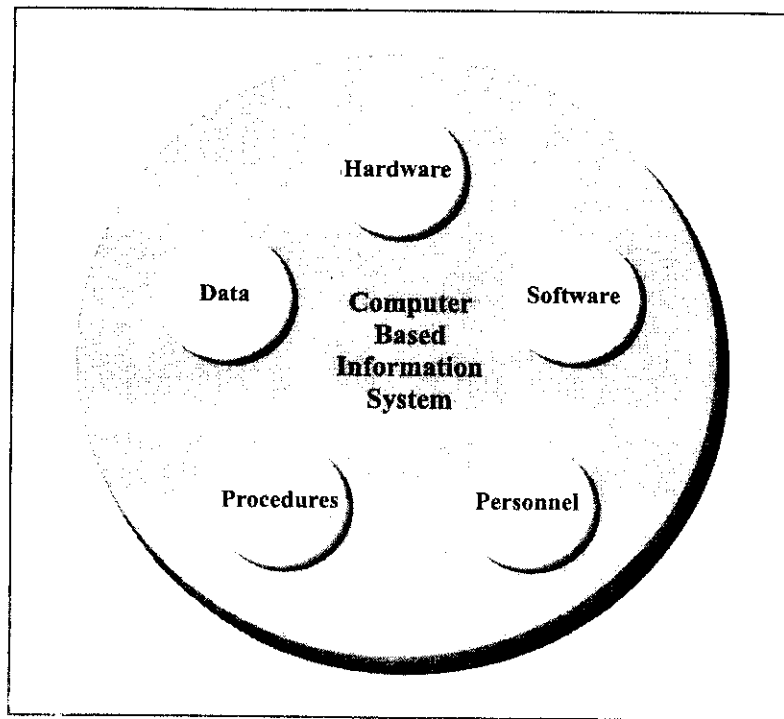 Hardware
Data
Software
Computer
Based
Information
System
Procedures
Personnel